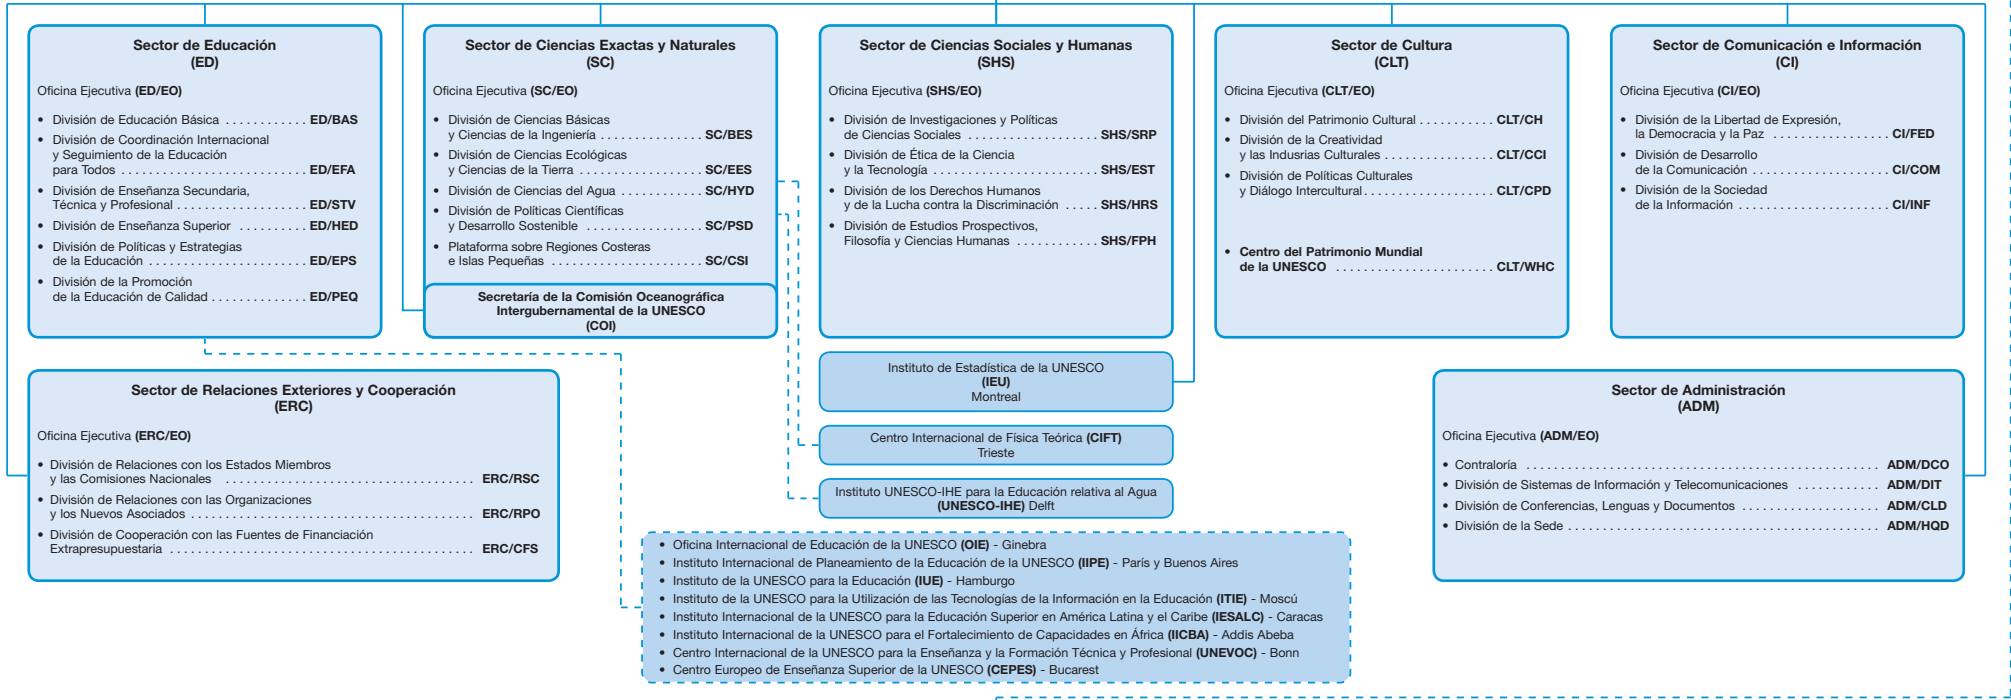 Sector de Educación
(ED)
Oficina Ejecutiva (ED/EO)
• División de Educación Básica . . . . . . . . . . . . ED/BAS
• División de Coordinación Internacional
y Seguimiento de la Educación
para Todos . . . . . . . . . . . . . . . . . . . . . . . . . . . ED/EFA
• División de Enseñanza Secundaria,
Técnica y Profesional . . . . . . . . . . . . . . . . . . . ED/STV
• División de Enseñanza Superior . . . . . . . . . . . ED/HED
• División de Políticas y Estrategias
de la Educación . . . . . . . . . . . . . . . . . . . . . . . ED/EPS
• División de la Promoción
de la Educación de Calidad . . . . . . . . . . . . . . ED/PEQ
Sector de Ciencias Exactas y Naturales
(SC)
Oficina Ejecutiva (SC/EO)
• División de Ciencias Básicas
y Ciencias de la Ingeniería . . . . . . . . . . . . . . . SC/BES
• División de Ciencias Ecológicas
y Ciencias de la Tierra . . . . . . . . . . . . . . . . . . SC/EES
• División de Ciencias del Agua . . . . . . . . . . . . SC/HYD
• División de Políticas Científicas
y Desarrollo Sostenible . . . . . . . . . . . . . . . . . SC/PSD
• Plataforma sobre Regiones Costeras
e Islas Pequeñas . . . . . . . . . . . . . . . . . . . . . . SC/CSI
Secretaría de la Comisión Oceanográfica
Intergubernamental de la UNESCO
(COI)
Sector de Ciencias Sociales y Humanas
(SHS)
Oficina Ejecutiva (SHS/EO)
• División de Investigaciones y Políticas
de Ciencias Sociales . . . . . . . . . . . . . . . . . . . SHS/SRP
• División de Ética de la Ciencia
y la Tecnología . . . . . . . . . . . . . . . . . . . . . . . . SHS/EST
• División de los Derechos Humanos
y de la Lucha contra la Discriminación . . . . . SHS/HRS
• División de Estudios Prospectivos,
Filosofía y Ciencias Humanas . . . . . . . . . . . . SHS/FPH
Sector de Cultura
(CLT)
Oficina Ejecutiva (CLT/EO)
• División del Patrimonio Cultural . . . . . . . . . . . CLT/CH
• División de la Creatividad
y las Indusrias Culturales . . . . . . . . . . . . . . . . CLT/CCI
• División de Políticas Culturales
y Diálogo Intercultural . . . . . . . . . . . . . . . . . . . CLT/CPD
• Centro del Patrimonio Mundial
de la UNESCO . . . . . . . . . . . . . . . . . . . . . . . CLT/WHC
Sector de Comunicación e Información
(CI)
Oficina Ejecutiva (CI/EO)
• División de la Libertad de Expresión,
la Democracia y la Paz . . . . . . . . . . . . . . . . . CI/FED
• División de Desarrollo
de la Comunicación . . . . . . . . . . . . . . . . . . . . CI/COM
• División de la Sociedad
de la Información . . . . . . . . . . . . . . . . . . . . . . CI/INF
Sector de Relaciones Exteriores y Cooperación
(ERC)
Oficina Ejecutiva (ERC/EO)
• División de Relaciones con los Estados Miembros
y las Comisiones Nacionales . . . . . . . . . . . . . . . . . . . . . . . . . . . . . ERC/RSC
• División de Relaciones con las Organizaciones
y los Nuevos Asociados . . . . . . . . . . . . . . . . . . . . . . . . . . . . . . . . . ERC/RPO
• División de Cooperación con las Fuentes de Financiación
Extrapresupuestaria . . . . . . . . . . . . . . . . . . . . . . . . . . . . . . . . . . . ERC/CFS
Instituto de Estadística de la UNESCO
(IEU)
Montreal
Centro Internacional de Física Teórica (CIFT)
Trieste
Instituto UNESCO-IHE para la Educación relativa al Agua
(UNESCO-IHE) Delft
Sector de Administración
(ADM)
Oficina Ejecutiva (ADM/EO)
• Contraloría . . . . . . . . . . . . . . . . . . . . . . . . . . . . . . . . . . . . . . . . . ADM/DCO
• División de Sistemas de Información y Telecomunicaciones . . . . . . . . . . . . ADM/DIT
• División de Conferencias, Lenguas y Documentos . . . . . . . . . . . . . . . . . . . ADM/CLD
• División de la Sede . . . . . . . . . . . . . . . . . . . . . . . . . . . . . . . . . . . . ADM/HQD
• Oficina Internacional de Educación de la UNESCO (OIE) - Ginebra
• Instituto Internacional de Planeamiento de la Educación de la UNESCO (IIPE) - París y Buenos Aires
• Instituto de la UNESCO para la Educación (IUE) - Hamburgo
• Instituto de la UNESCO para la Utilización de las Tecnologías de la Información en la Educación (ITIE) - Moscú
• Instituto Internacional de la UNESCO para la Educación Superior en América Latina y el Caribe (IESALC) - Caracas
• Instituto Internacional de la UNESCO para el Fortalecimiento de Capacidades en África (IICBA) - Addis Abeba
• Centro Internacional de la UNESCO para la Enseñanza y la Formación Técnica y Profesional (UNEVOC) - Bonn
• Centro Europeo de Enseñanza Superior de la UNESCO (CEPES) - Bucarest